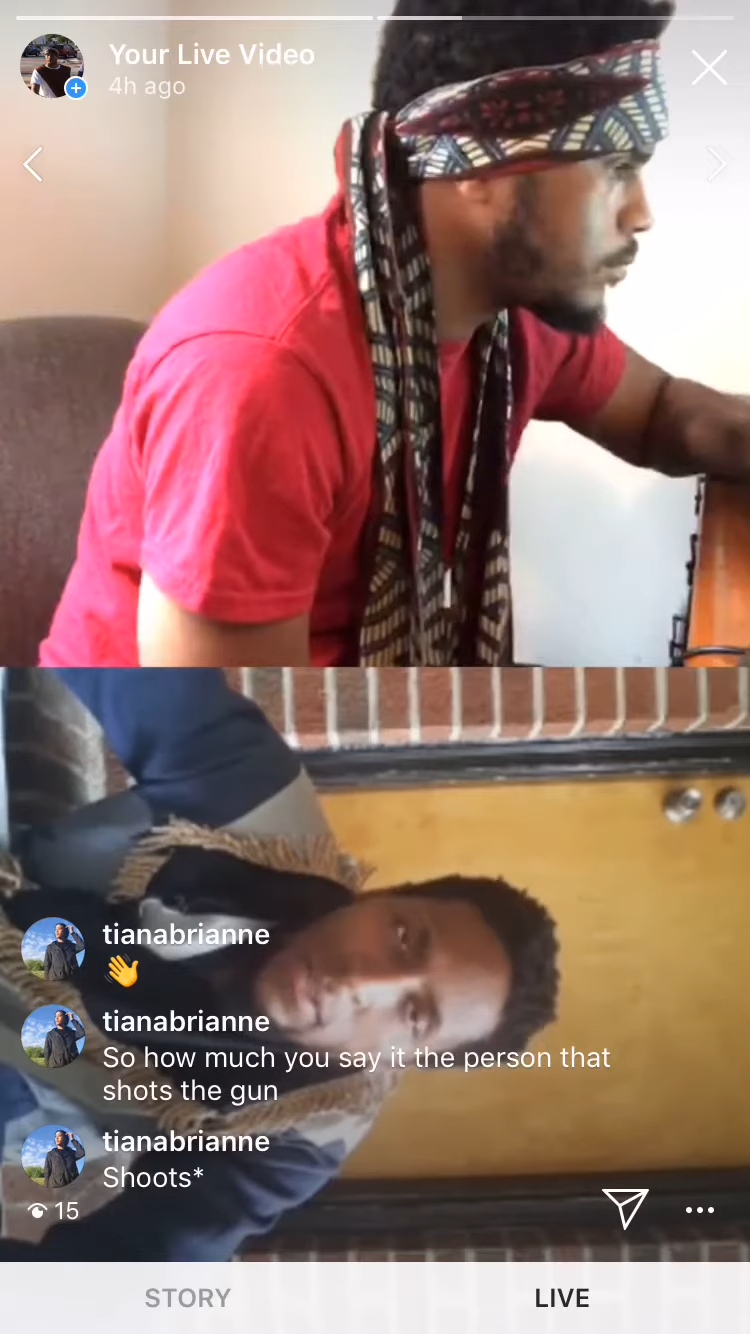 Your Live Video
4h ago
tianabrianne
👋
tianabrianne
So how much you say it the person that
shots the gun
tianabrianne
Shoots*
15
STORY
LIVE